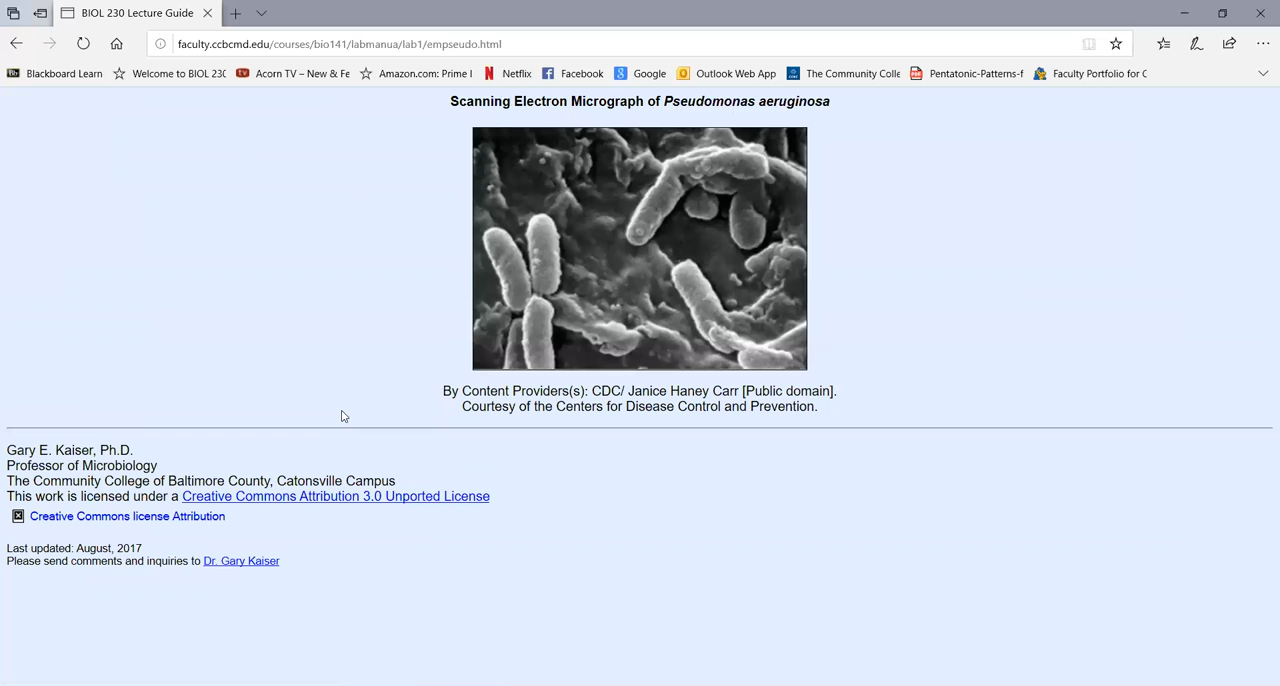 BIOL 230 Lecture Guide
faculty.ccbcmd.edu/courses/bio141/labmanua/lab1/empseudo.html
Bb Blackboard Learn Welcome to BIOL 230 tv Acorn TV – New & Fe Amazon.com: Prime I N Netflix f Facebook g Google Outlook Web App The Community Colle Pentatonic-Patterns-f Faculty Portfolio for C
Scanning Electron Micrograph of Pseudomonas aeruginosa
By Content Providers(s): CDC/ Janice Haney Carr [Public domain].
Courtesy of the Centers for Disease Control and Prevention.
Gary E. Kaiser, Ph.D.
Professor of Microbiology
The Community College of Baltimore County, Catonsville Campus
This work is licensed under a Creative Commons Attribution 3.0 Unported License
Creative Commons license Attribution
Last updated: August, 2017
Please send comments and inquiries to Dr. Gary Kaiser